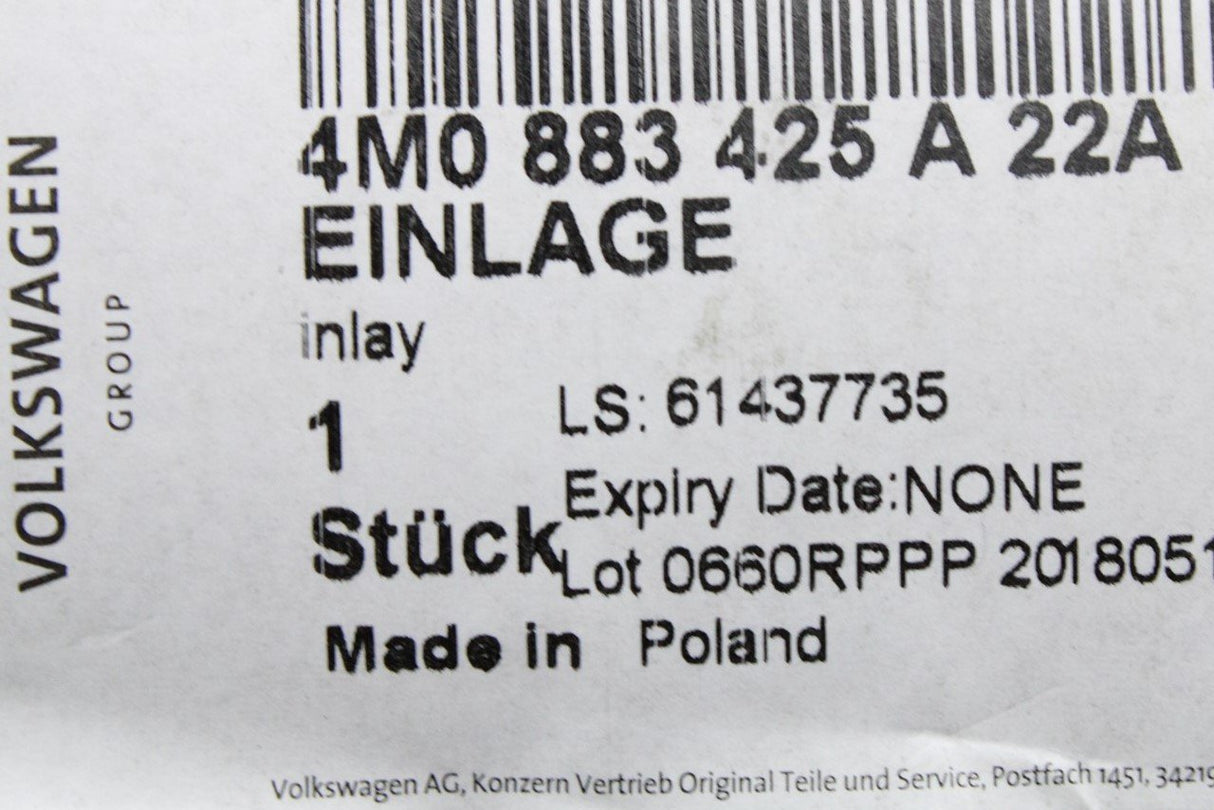 VOLKSWAGEN
GROUP
4M0 883 425 A 22A
EINLAGE
inlay
1
LS: 61437735
Expiry Date:NONE
Stück
Lot 0660RPPP 2018051
Made in Poland
Volkswagen AG, Konzern Vertrieb Original Teile und Service, Postfach 1451, 34219